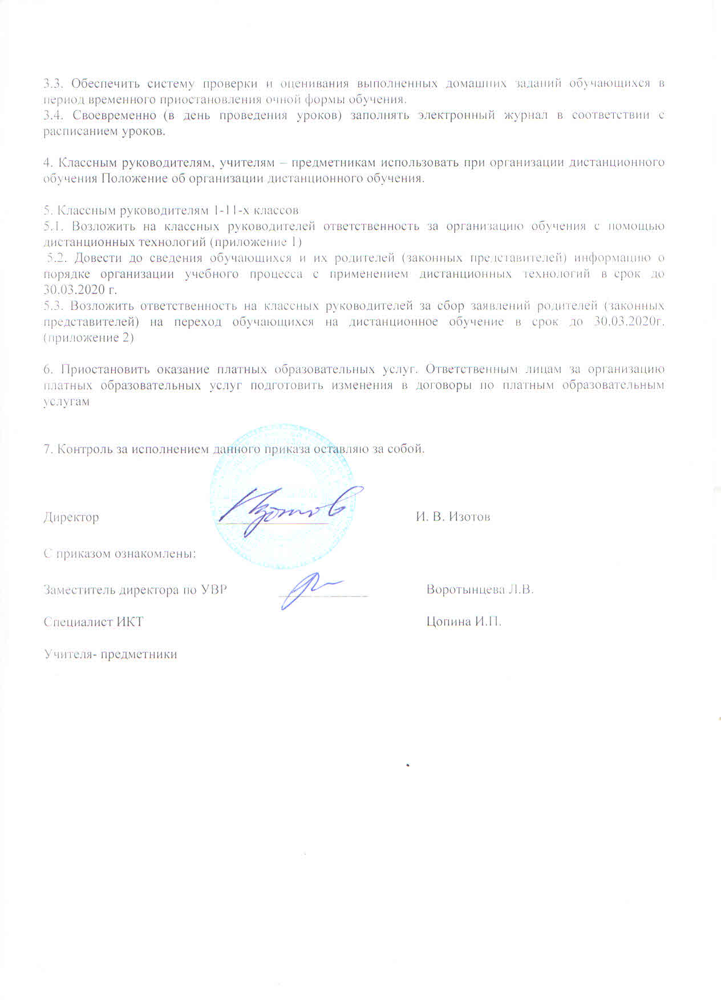 3.3. Обеспечить систему проверки и оценивания выполненных домашних заданий обучающихся в
период временного приостановления очной формы обучения.
3.4. Своевременно (в день проведения уроков) заполнять электронный журнал в соответствии с
расписанием уроков.
4. Классным руководителям, учителям – предметникам использовать при организации дистанционного
обучения Положение об организации дистанционного обучения.
5. Классным руководителям 1-11-х классов
5.1. Возложить на классных руководителей ответственность за организацию обучения с помощью
дистанционных технологий (приложение 1)
5.2. Довести до сведения обучающихся и их родителей (законных представителей) информацию о
порядке организации учебного процесса с применением дистанционных технологий в срок до
30.03.2020 г.
5.3. Возложить ответственность на классных руководителей за сбор заявлений родителей (законных
представителей) на переход обучающихся на дистанционное обучение в срок до 30.03.2020г.
(приложение 2)
6. Приостановить оказание платных образовательных услуг. Ответственным лицам за организацию
платных образовательных услуг подготовить изменения в договоры по платным образовательным
услугам
7. Контроль за исполнением данного приказа оставляю за собой.
Директор Изотов И. В. Изотов
С приказом ознакомлены:
Заместитель директора по УВР Воротынцева Л.В.
Специалист ИКТ Цопина И.П.
Учителя- предметники